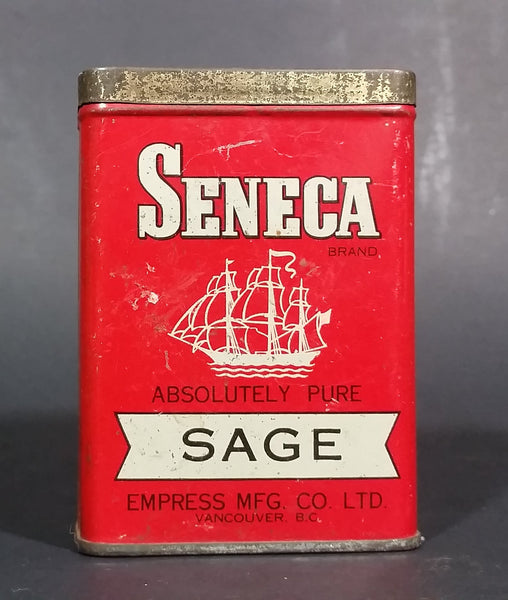 SENECA
BRAND
ABSOLUTELY PURE
SAGE
EMPRESS MFG. CO. LTD.
VANCOUVER, B.C.